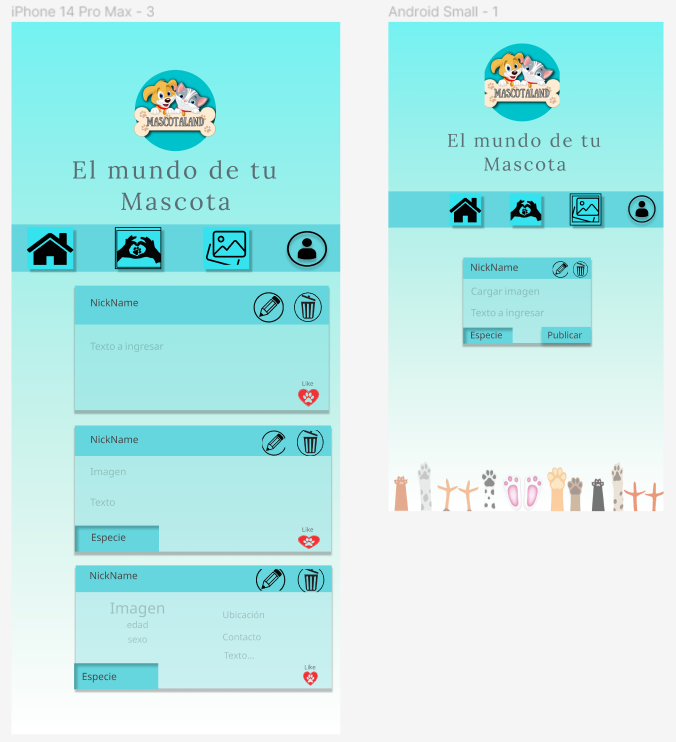 iPhone 14 Pro Max - 3
MASCOTALAND
El mundo de tu
Mascota
NickName
Texto a ingresar
Like
NickName
Imagen
Texto
Especie
Like
NickName
Imagen
edad
sexo
Ubicación
Contacto
Texto...
Especie
Like
Android Small - 1
MASCOTALAND
El mundo de tu
Mascota
NickName
Cargar imagen
Texto a ingresar
Especie
Publicar